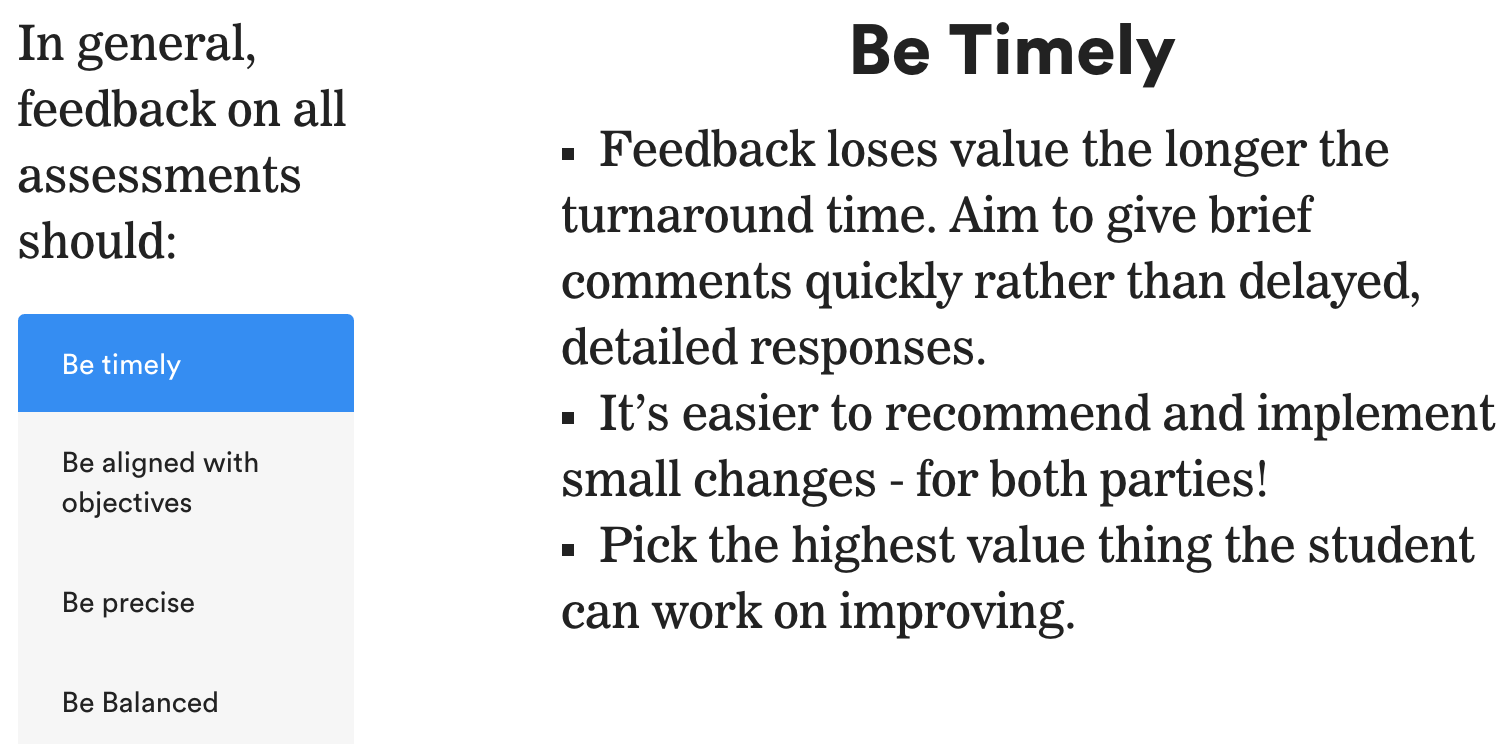 In general,
feedback on all
assessments
should:
Be timely
Be aligned with
objectives
Be precise
Be Balanced
Be Timely
▪ Feedback loses value the longer the
turnaround time. Aim to give brief
comments quickly rather than delayed,
detailed responses.
▪ It’s easier to recommend and implement
small changes - for both parties!
▪ Pick the highest value thing the student
can work on improving.